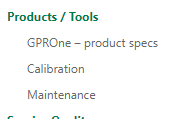 Products / Tools
GPROne – product specs
Calibration
Maintenance